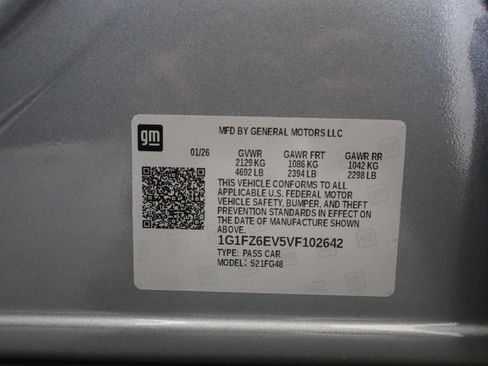 gm
MFD BY GENERAL MOTORS LLC
01/26 GVWR GAWR FRT GAWR RR
2129 KG 1086 KG 1042 KG
4692 LB 2394 LB 2298 LB
THIS VEHICLE CONFORMS TO ALL
APPLICABLE U.S. FEDERAL MOTOR
VEHICLE SAFETY, BUMPER, AND THEFT
PREVENTION STANDARDS IN EFFECT ON
THE DATE OF MANUFACTURE SHOWN
ABOVE.
1G1FZ6EV5VF102642
TYPE: PASS CAR
MODEL: 521FG48